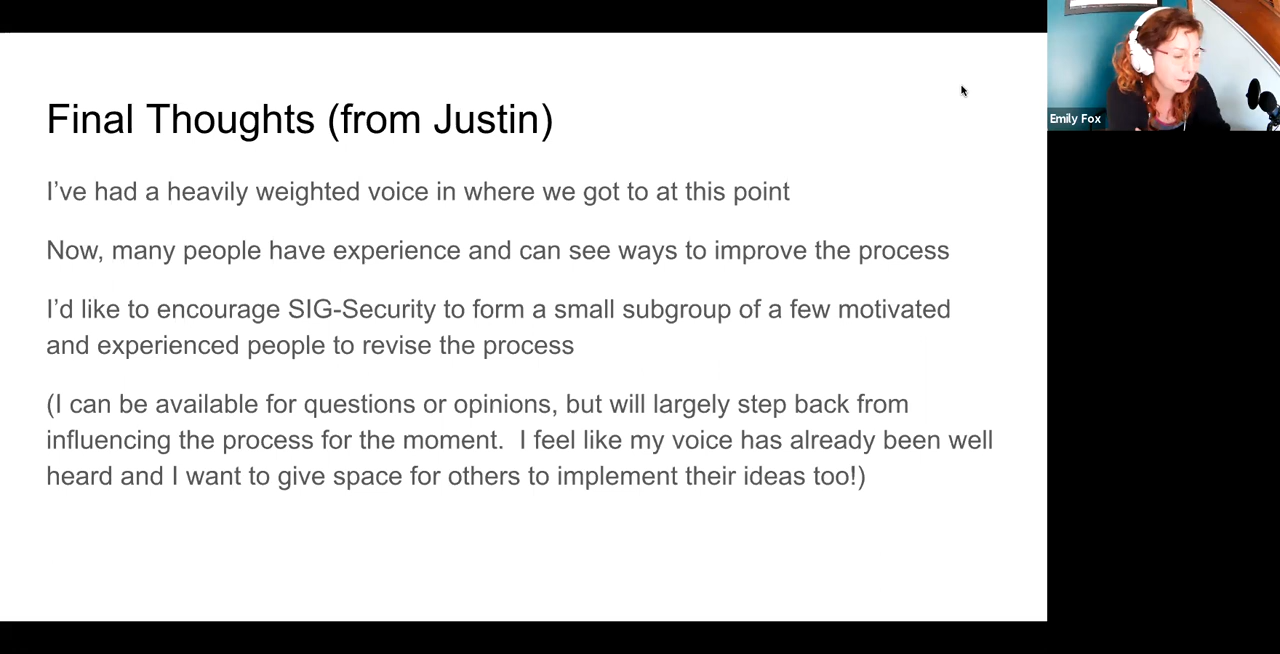 Final Thoughts (from Justin)
I’ve had a heavily weighted voice in where we got to at this point
Now, many people have experience and can see ways to improve the process
I’d like to encourage SIG-Security to form a small subgroup of a few motivated
and experienced people to revise the process
(I can be available for questions or opinions, but will largely step back from
influencing the process for the moment.  I feel like my voice has already been well
heard and I want to give space for others to implement their ideas too!)
Emily Fox